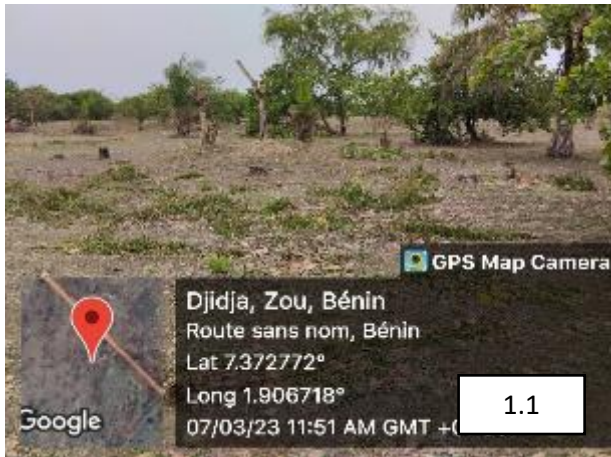 GPS Map Camera
Djidja, Zou, Bénin
Route sans nom, Bénin
Lat 7.372772°
Long 1.906718°
07/03/23 11:51 AM GMT +0
1.1
Google